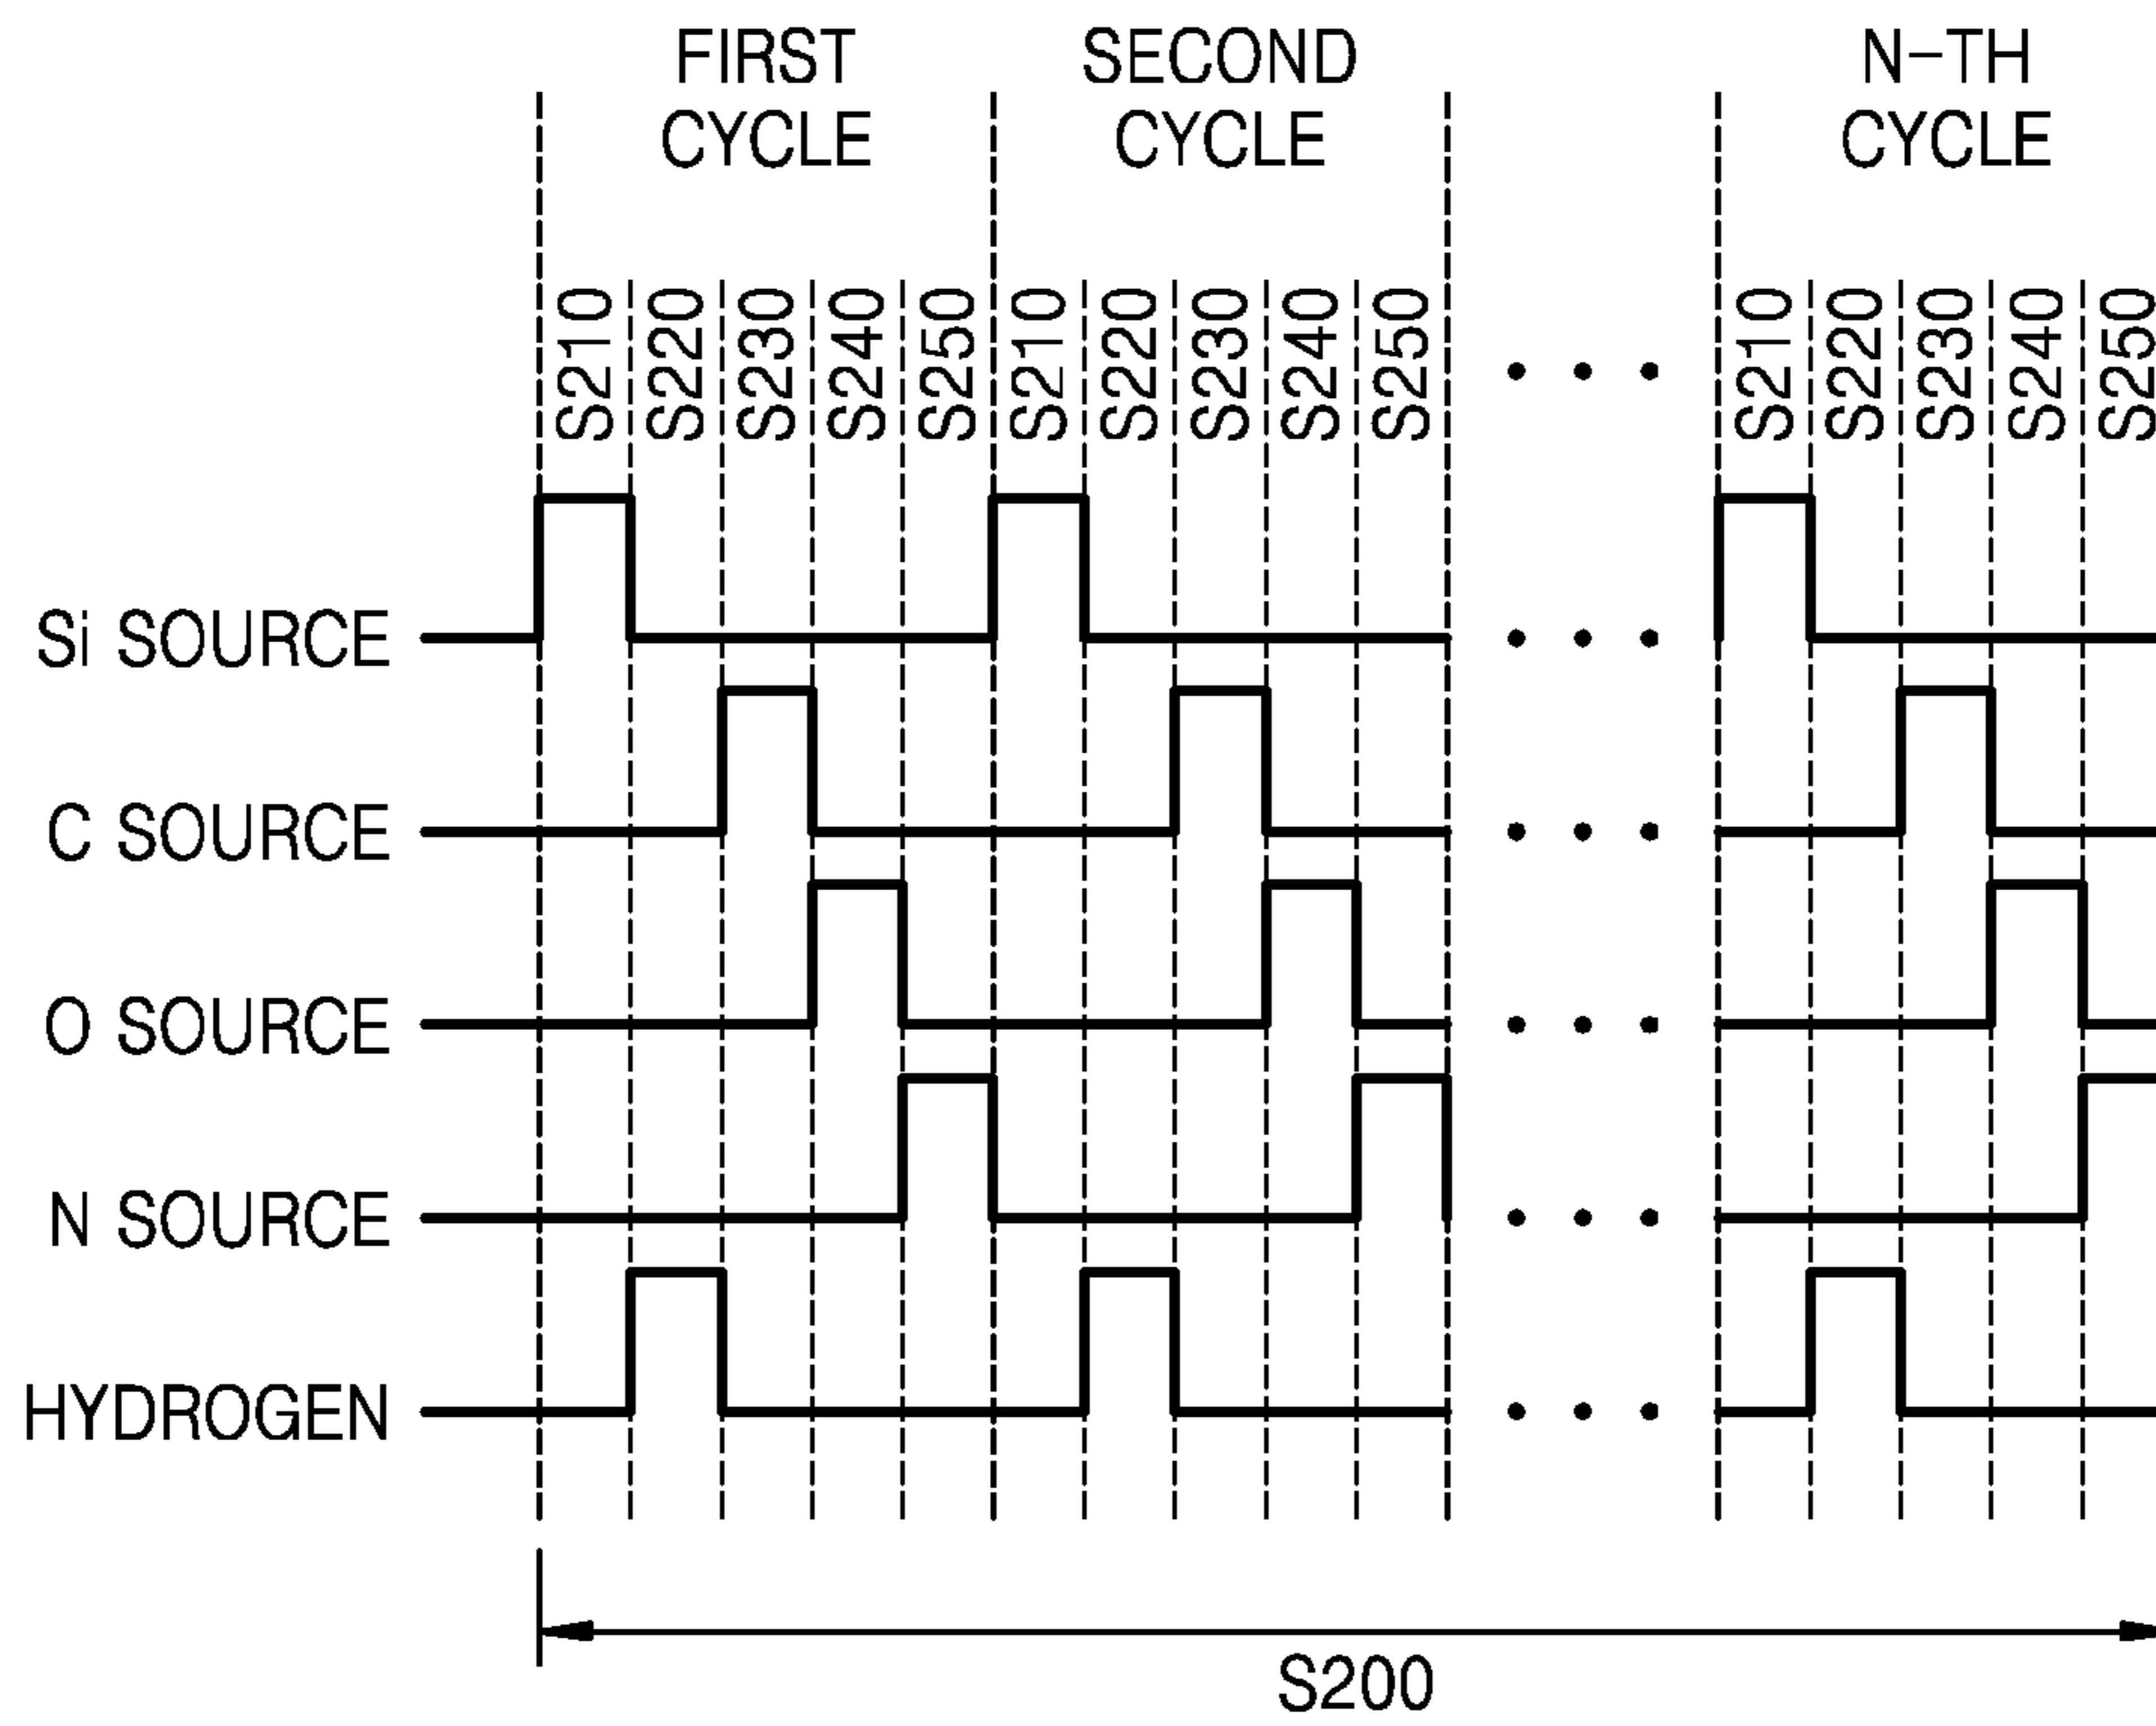 FIRST
CYCLE
SECOND
CYCLE
N-TH
CYCLE
S210
S220
S230
S240
S250
S210
S220
S230
S240
S250
S210
S220
S230
S240
S250
Si SOURCE
C SOURCE
O SOURCE
N SOURCE
HYDROGEN
S200